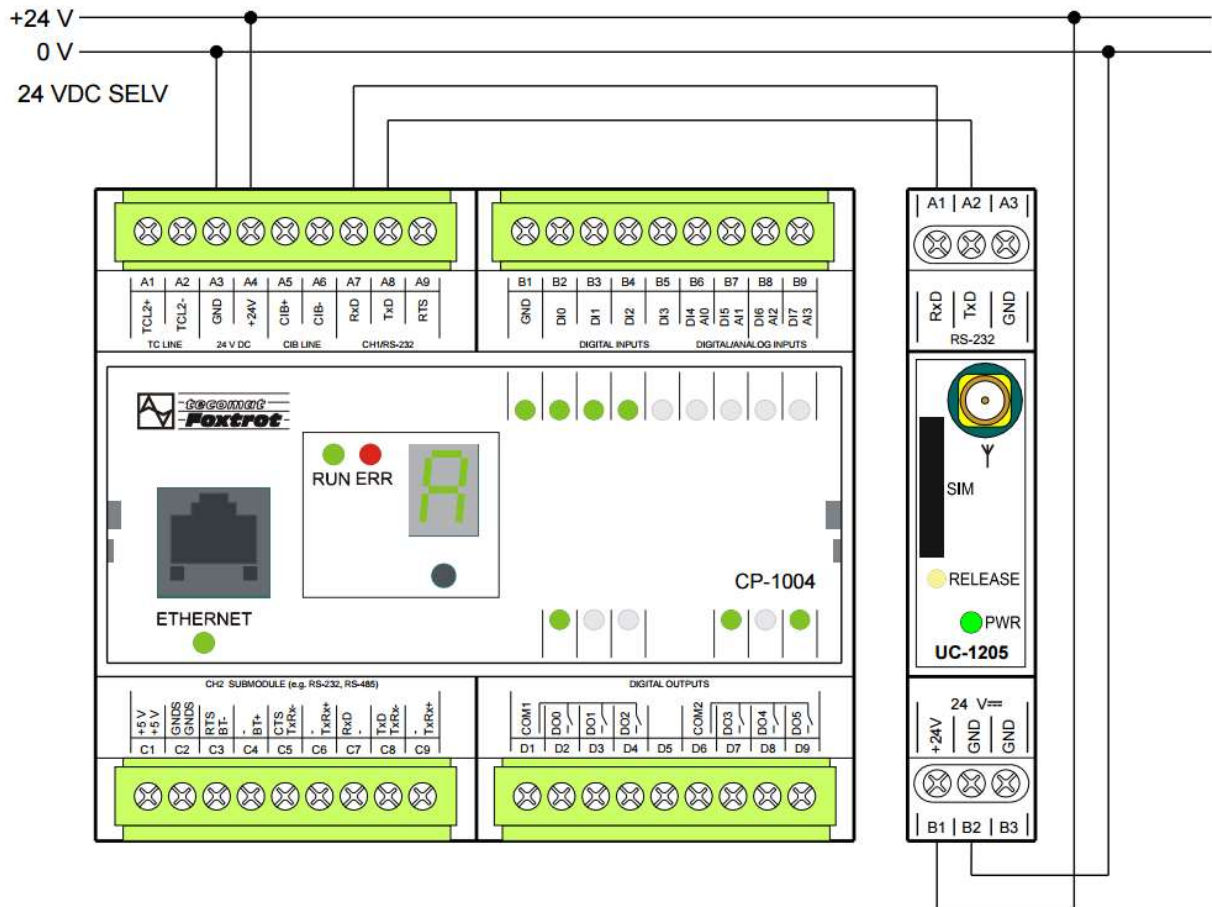 +24 V
0 V
24 VDC SELV
A1 A2 A3 A4 A5 A6 A7 A8 A9
TCL2+ TCL2- GND +24V CIB+ CIB- RxD TxD RTS
TC LINE 24 V DC CIB LINE CH1/RS-232
B1 B2 B3 B4 B5 B6 B7 B8 B9
GND DI0 DI1 DI2 DI3 DI4 AI0 DI5 AI1 DI6 AI2 DI7 AI3
DIGITAL INPUTS DIGITAL/ANALOG INPUTS
tecomat
Foxtrot
RUN ERR
A
ETHERNET
CP-1004
CH2 SUBMODULE (e.g. RS-232, RS-485)
+5 V GNDS RTS - CTS - RxD TxD -
+5 V GNDS BT- BT+ TxRx- TxRx+ - TxRx- TxRx+
C1 C2 C3 C4 C5 C6 C7 C8 C9
DIGITAL OUTPUTS
COM1 DO0 DO1 DO2 COM2 DO3 DO4 DO5
D1 D2 D3 D4 D5 D6 D7 D8 D9
A1 A2 A3
RxD TxD GND
RS-232
SIM
RELEASE
PWR
UC-1205
24 V
+24V GND GND
B1 B2 B3